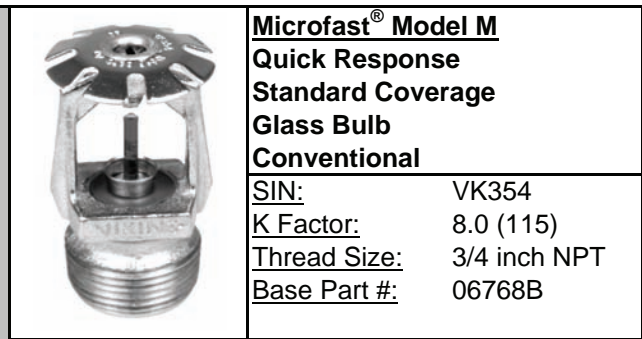 Microfast® Model M
Quick Response
Standard Coverage
Glass Bulb
Conventional
SIN: VK354
K Factor: 8.0 (115)
Thread Size: 3/4 inch NPT
Base Part #: 06768B
VIKING